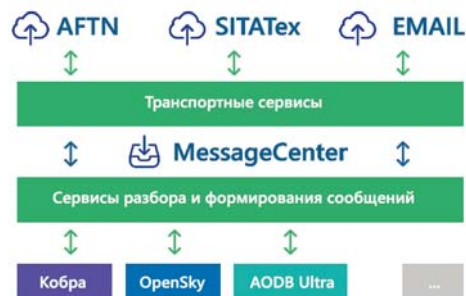 AFTN SITATex EMAIL
Транспортные сервисы
MessageCenter
Сервисы разбора и формирования сообщений
Кобра OpenSky AODB Ultra ...